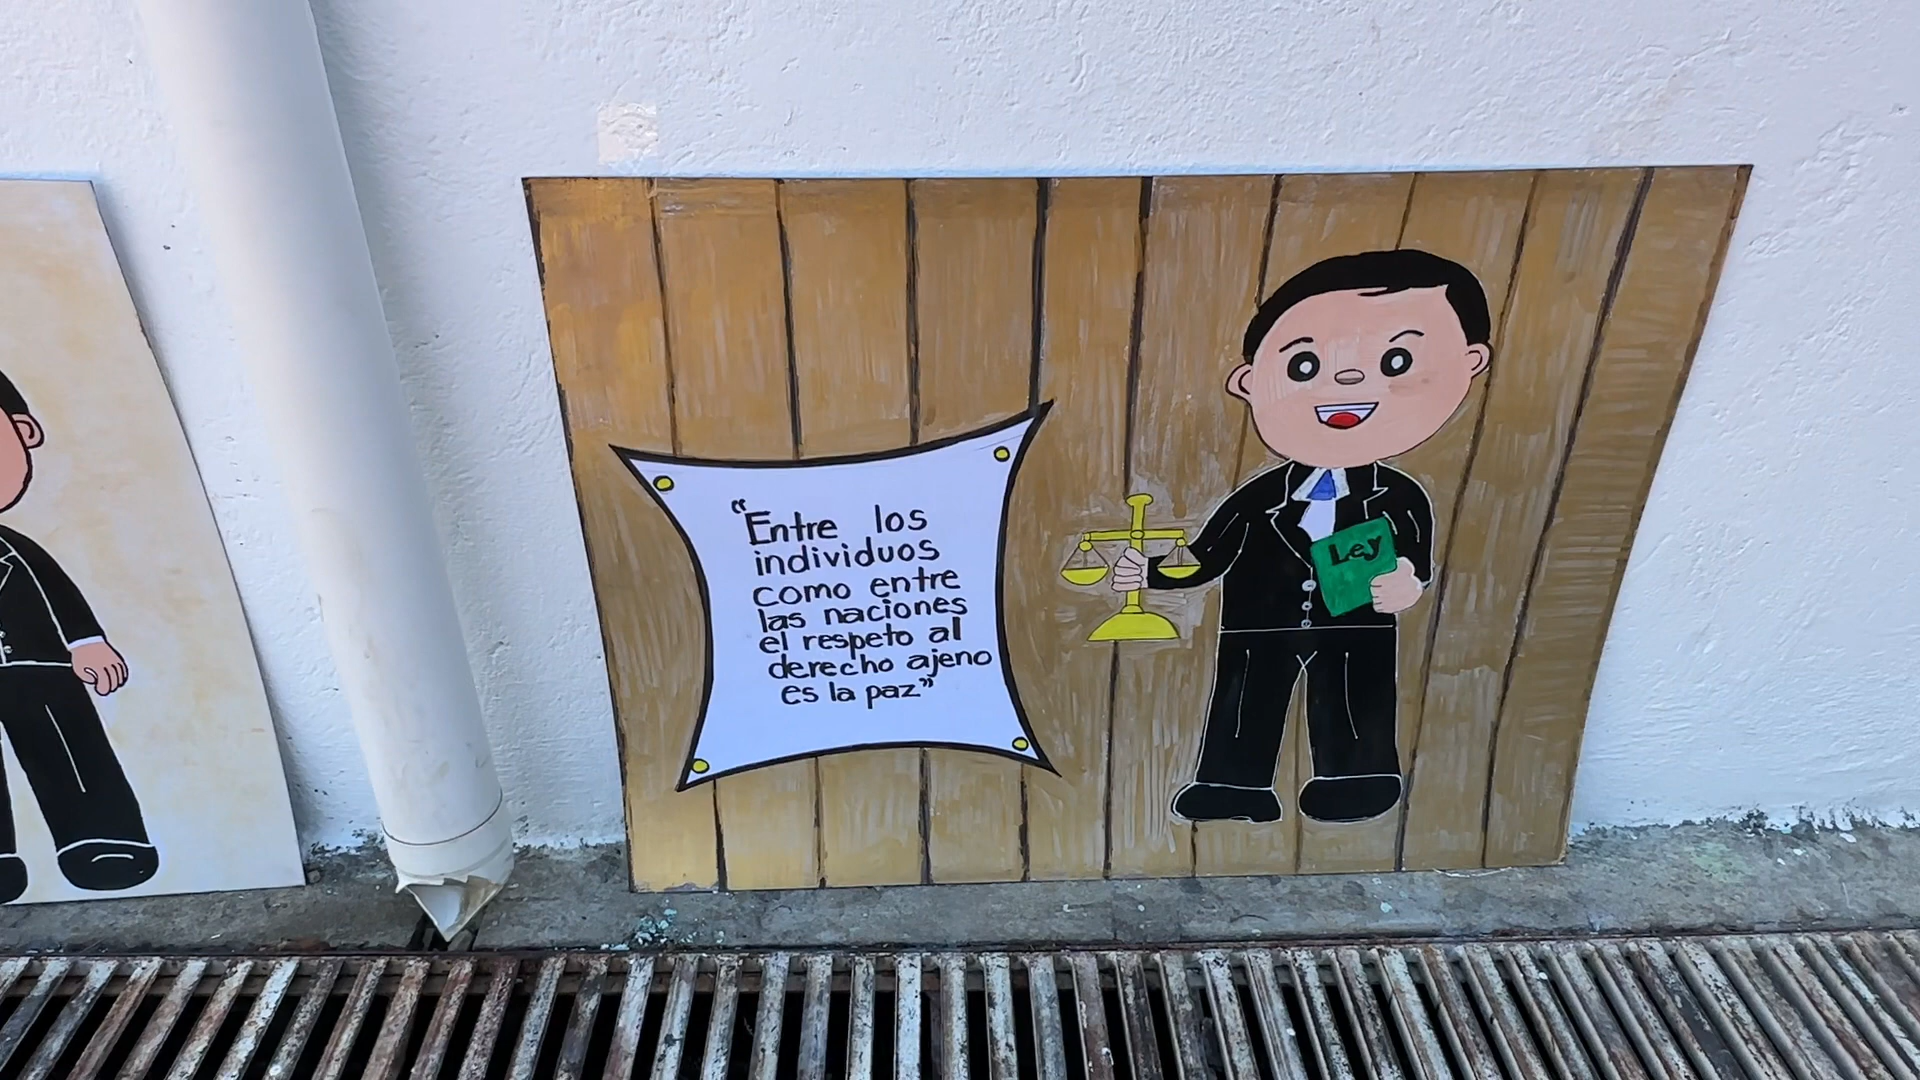 “Entre los
individuos
como entre
las naciones
el respeto al
derecho ajeno
es la paz”
Ley